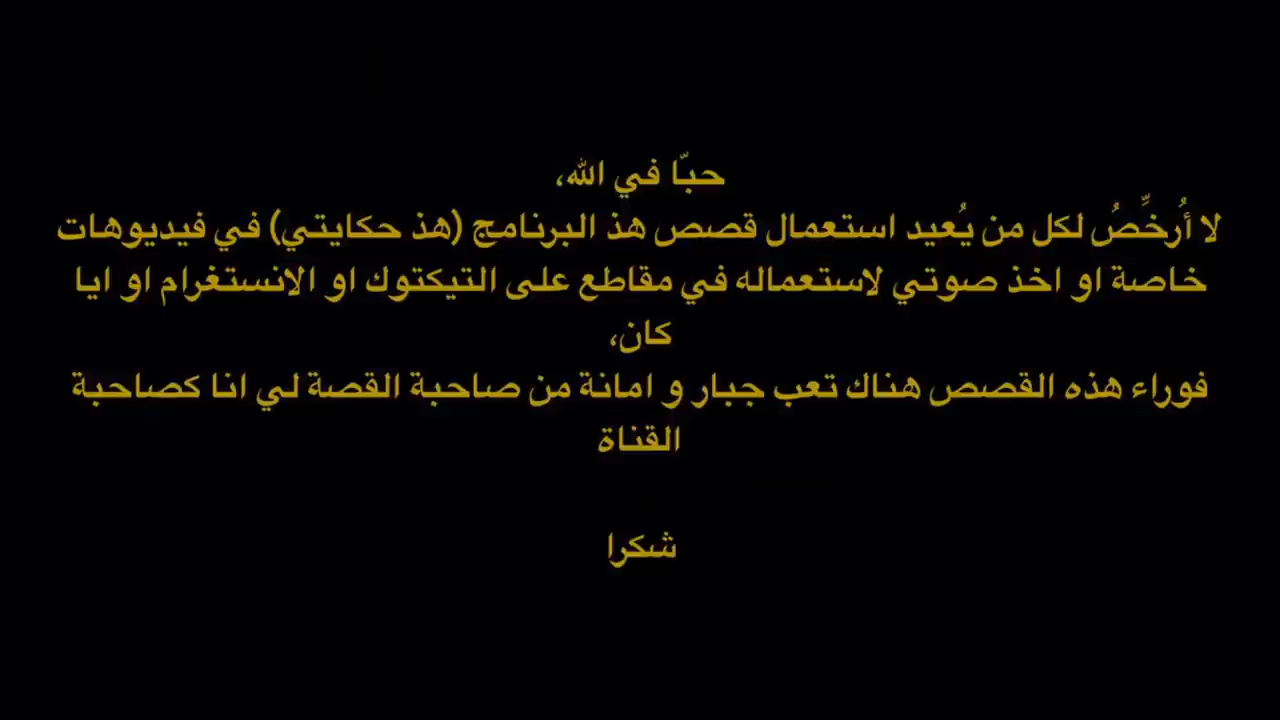 حبّا في الله،
لا أُرخِّصُ لكل من يُعيد استعمال قصص هذ البرنامج (هذ حكايتي) في فيديوهات
خاصة او اخذ صوتي لاستعماله في مقاطع على التيكتوك او الانستغرام او ايا
كان،
فوراء هذه القصص هناك تعب جبار و امانة من صاحبة القصة لي انا كصاحبة
القناة
شكرا